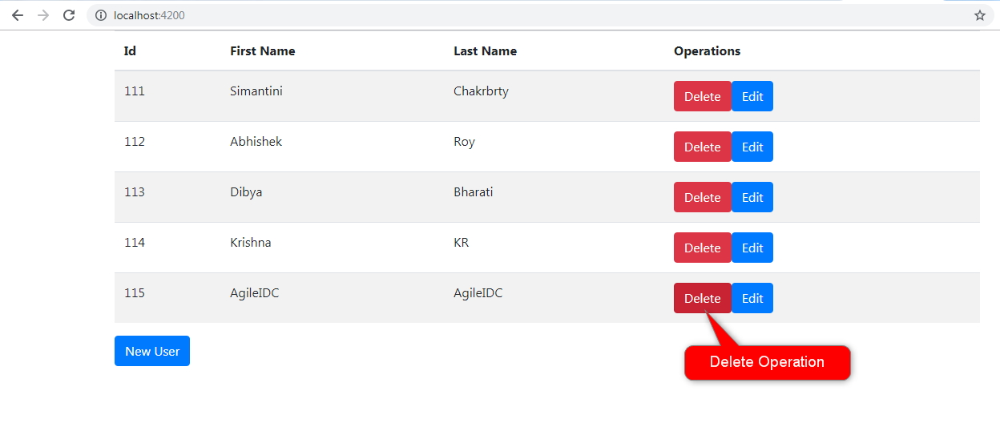 localhost:4200
Id First Name Last Name Operations
111 Simantini Chakrbrty Delete Edit
112 Abhishek Roy Delete Edit
113 Dibya Bharati Delete Edit
114 Krishna KR Delete Edit
115 AgileIDC AgileIDC Delete Edit
New User
Delete Operation